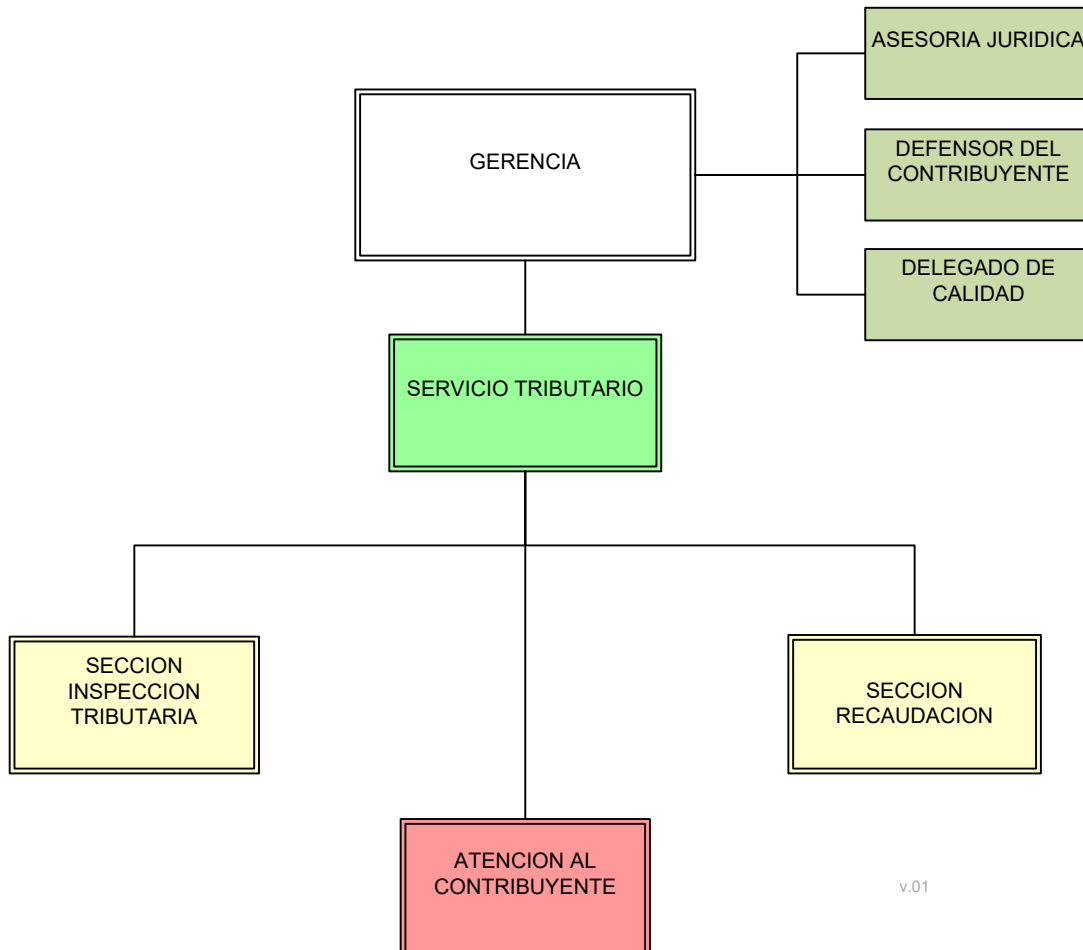 ASESORIA JURIDICA
GERENCIA
DEFENSOR DEL
CONTRIBUYENTE
DELEGADO DE
CALIDAD
SERVICIO TRIBUTARIO
SECCION
INSPECCION
TRIBUTARIA
SECCION
RECAUDACION
ATENCION AL
CONTRIBUYENTE
v.01